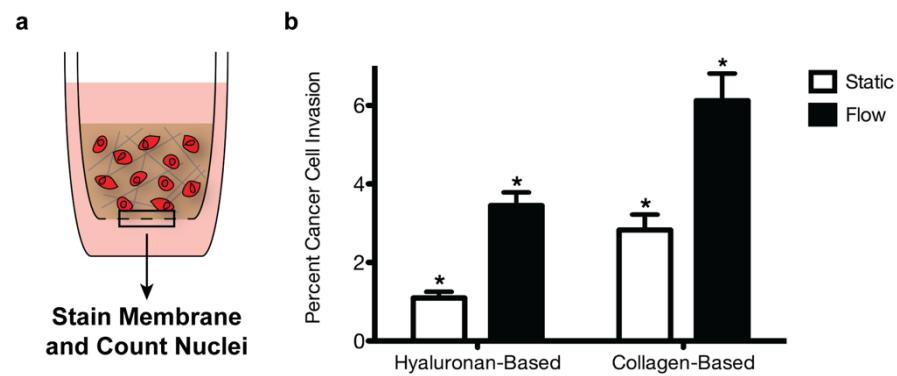 a
Stain Membrane
and Count Nuclei
b
Percent Cancer Cell Invasion
6
4
2
0
*
*
*
*
Hyaluronan-Based
Collagen-Based
Static
Flow